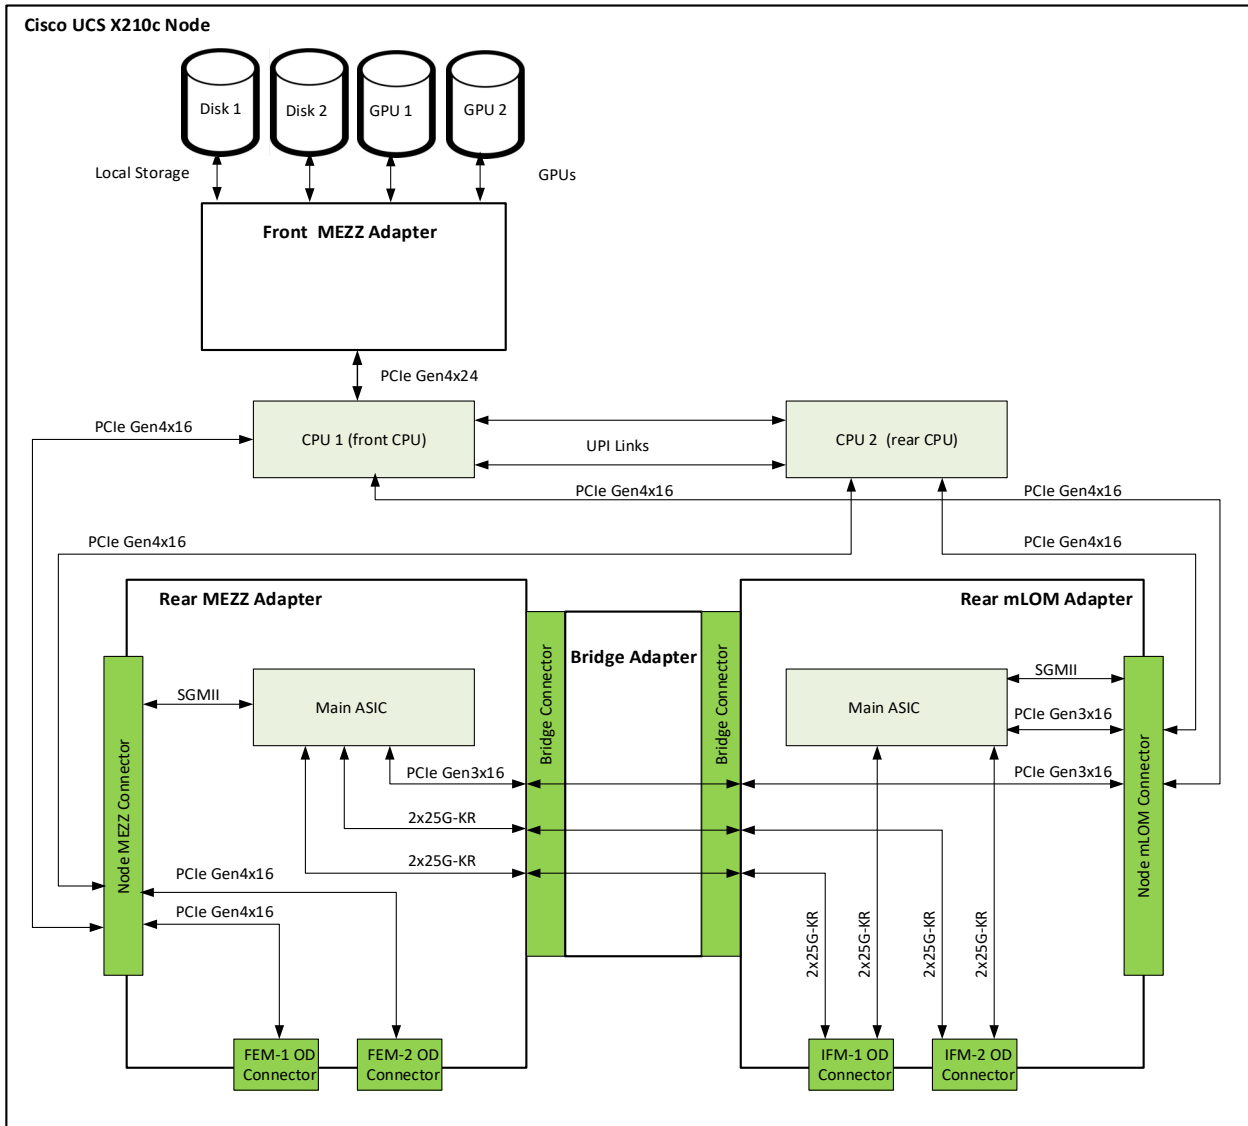 Cisco UCS X210c Node
Disk 1
Disk 2
GPU 1
GPU 2
Local Storage
GPUs
Front MEZZ Adapter
PCIe Gen4x24
PCIe Gen4x16
CPU 1 (front CPU)
UPI Links
CPU 2 (rear CPU)
PCIe Gen4x16
PCIe Gen4x16
PCIe Gen4x16
PCIe Gen4x16
Rear MEZZ Adapter
Rear mLOM Adapter
Bridge Connector
Bridge Adapter
Bridge Connector
SGMII
Main ASIC
Main ASIC
SGMII
PCIe Gen3x16
Node MEZZ Connector
PCIe Gen3x16
PCIe Gen3x16
Node mLOM Connector
2x25G-KR
2x25G-KR
PCIe Gen4x16
PCIe Gen4x16
2x25G-KR
2x25G-KR
2x25G-KR
2x25G-KR
FEM-1 OD
Connector
FEM-2 OD
Connector
IFM-1 OD
Connector
IFM-2 OD
Connector